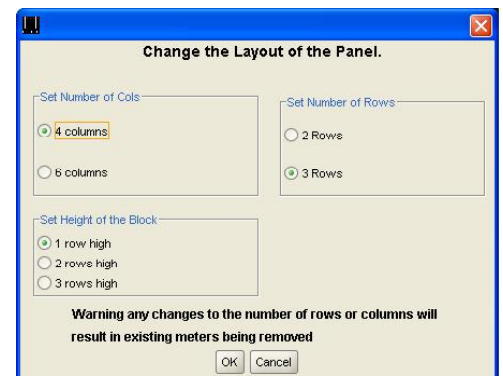 Change the Layout of the Panel.
Set Number of Cols
4 columns
6 columns
Set Number of Rows
2 Rows
3 Rows
Set Height of the Block
1 row high
2 rows high
3 rows high
Warning any changes to the number of rows or columns will
result in existing meters being removed
OK Cancel